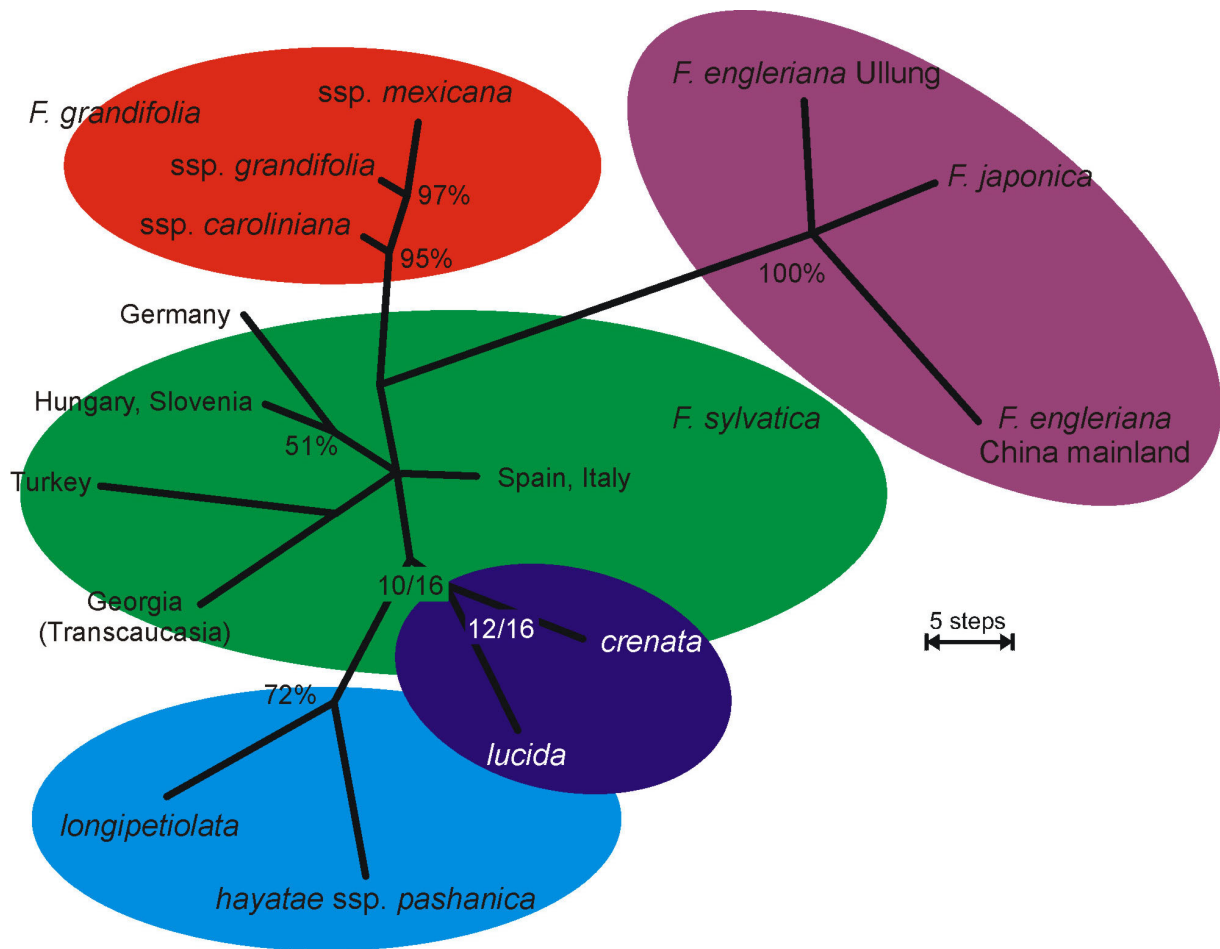 F. engleriana Ullung
ssp. mexicana
F. grandifolia
ssp. grandifolia
F. japonica
97%
ssp. caroliniana
95%
100%
Germany
Hungary, Slovenia
F. sylvatica
F. engleriana
China mainland
51%
Turkey
Spain, Italy
10/16
Georgia
(Transcaucasia)
12/16
crenata
5 steps
72%
lucida
longipetiolata
hayatae ssp. pashanica